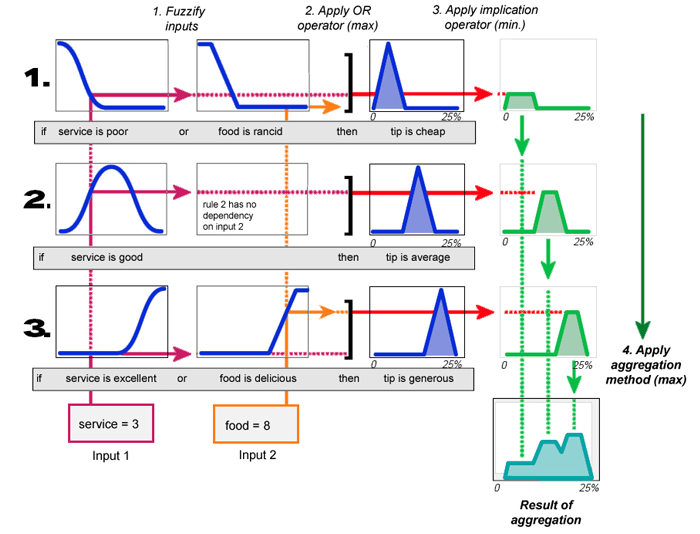 1. Fuzzify
inputs
2. Apply OR
operator (max)
3. Apply implication
operator (min.)
1.
0 25%
0 25%
if service is poor or food is rancid then tip is cheap
2.
rule 2 has no
dependency
on input 2
0 25%
0 25%
if service is good then tip is average
3.
0 25%
0 25%
if service is excellent or food is delicious then tip is generous
4. Apply
aggregation
method (max)
service = 3
food = 8
Input 1
Input 2
0 25%
Result of
aggregation